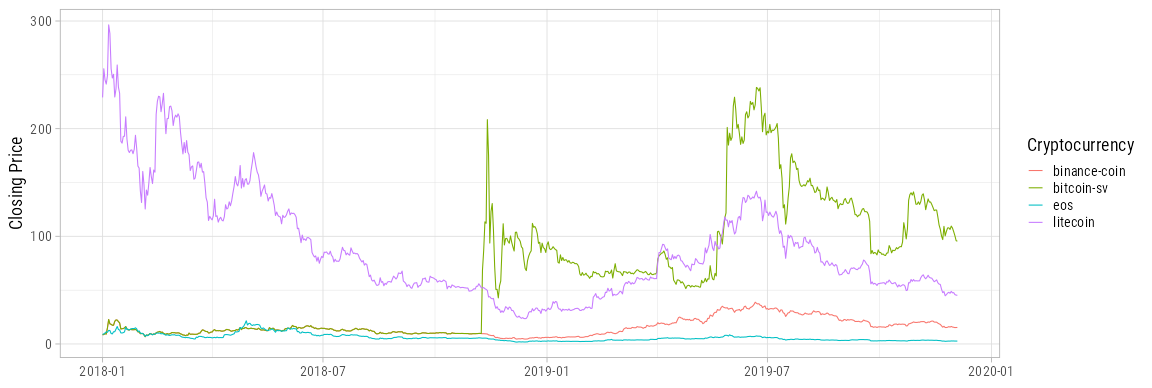 Closing Price
300
200
100
0
2018-01
2018-07
2019-01
2019-07
2020-01
Cryptocurrency
binance-coin
bitcoin-sv
eos
litecoin